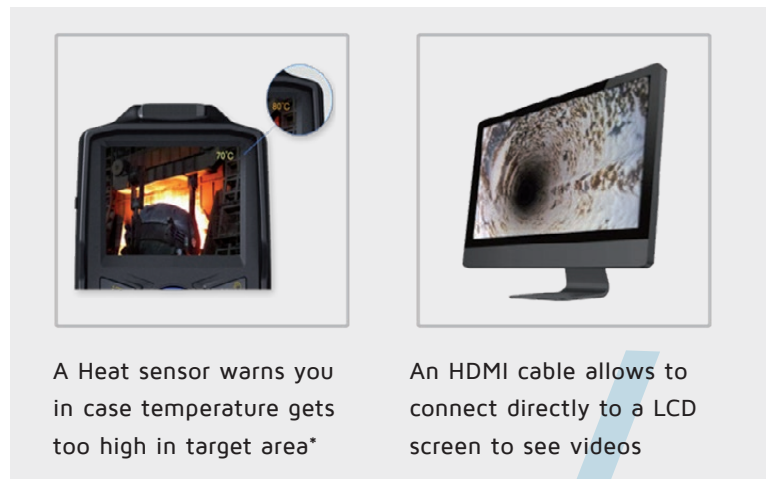 80°C
70°C
A Heat sensor warns you
in case temperature gets
too high in target area*
An HDMI cable allows to
connect directly to a LCD
screen to see videos